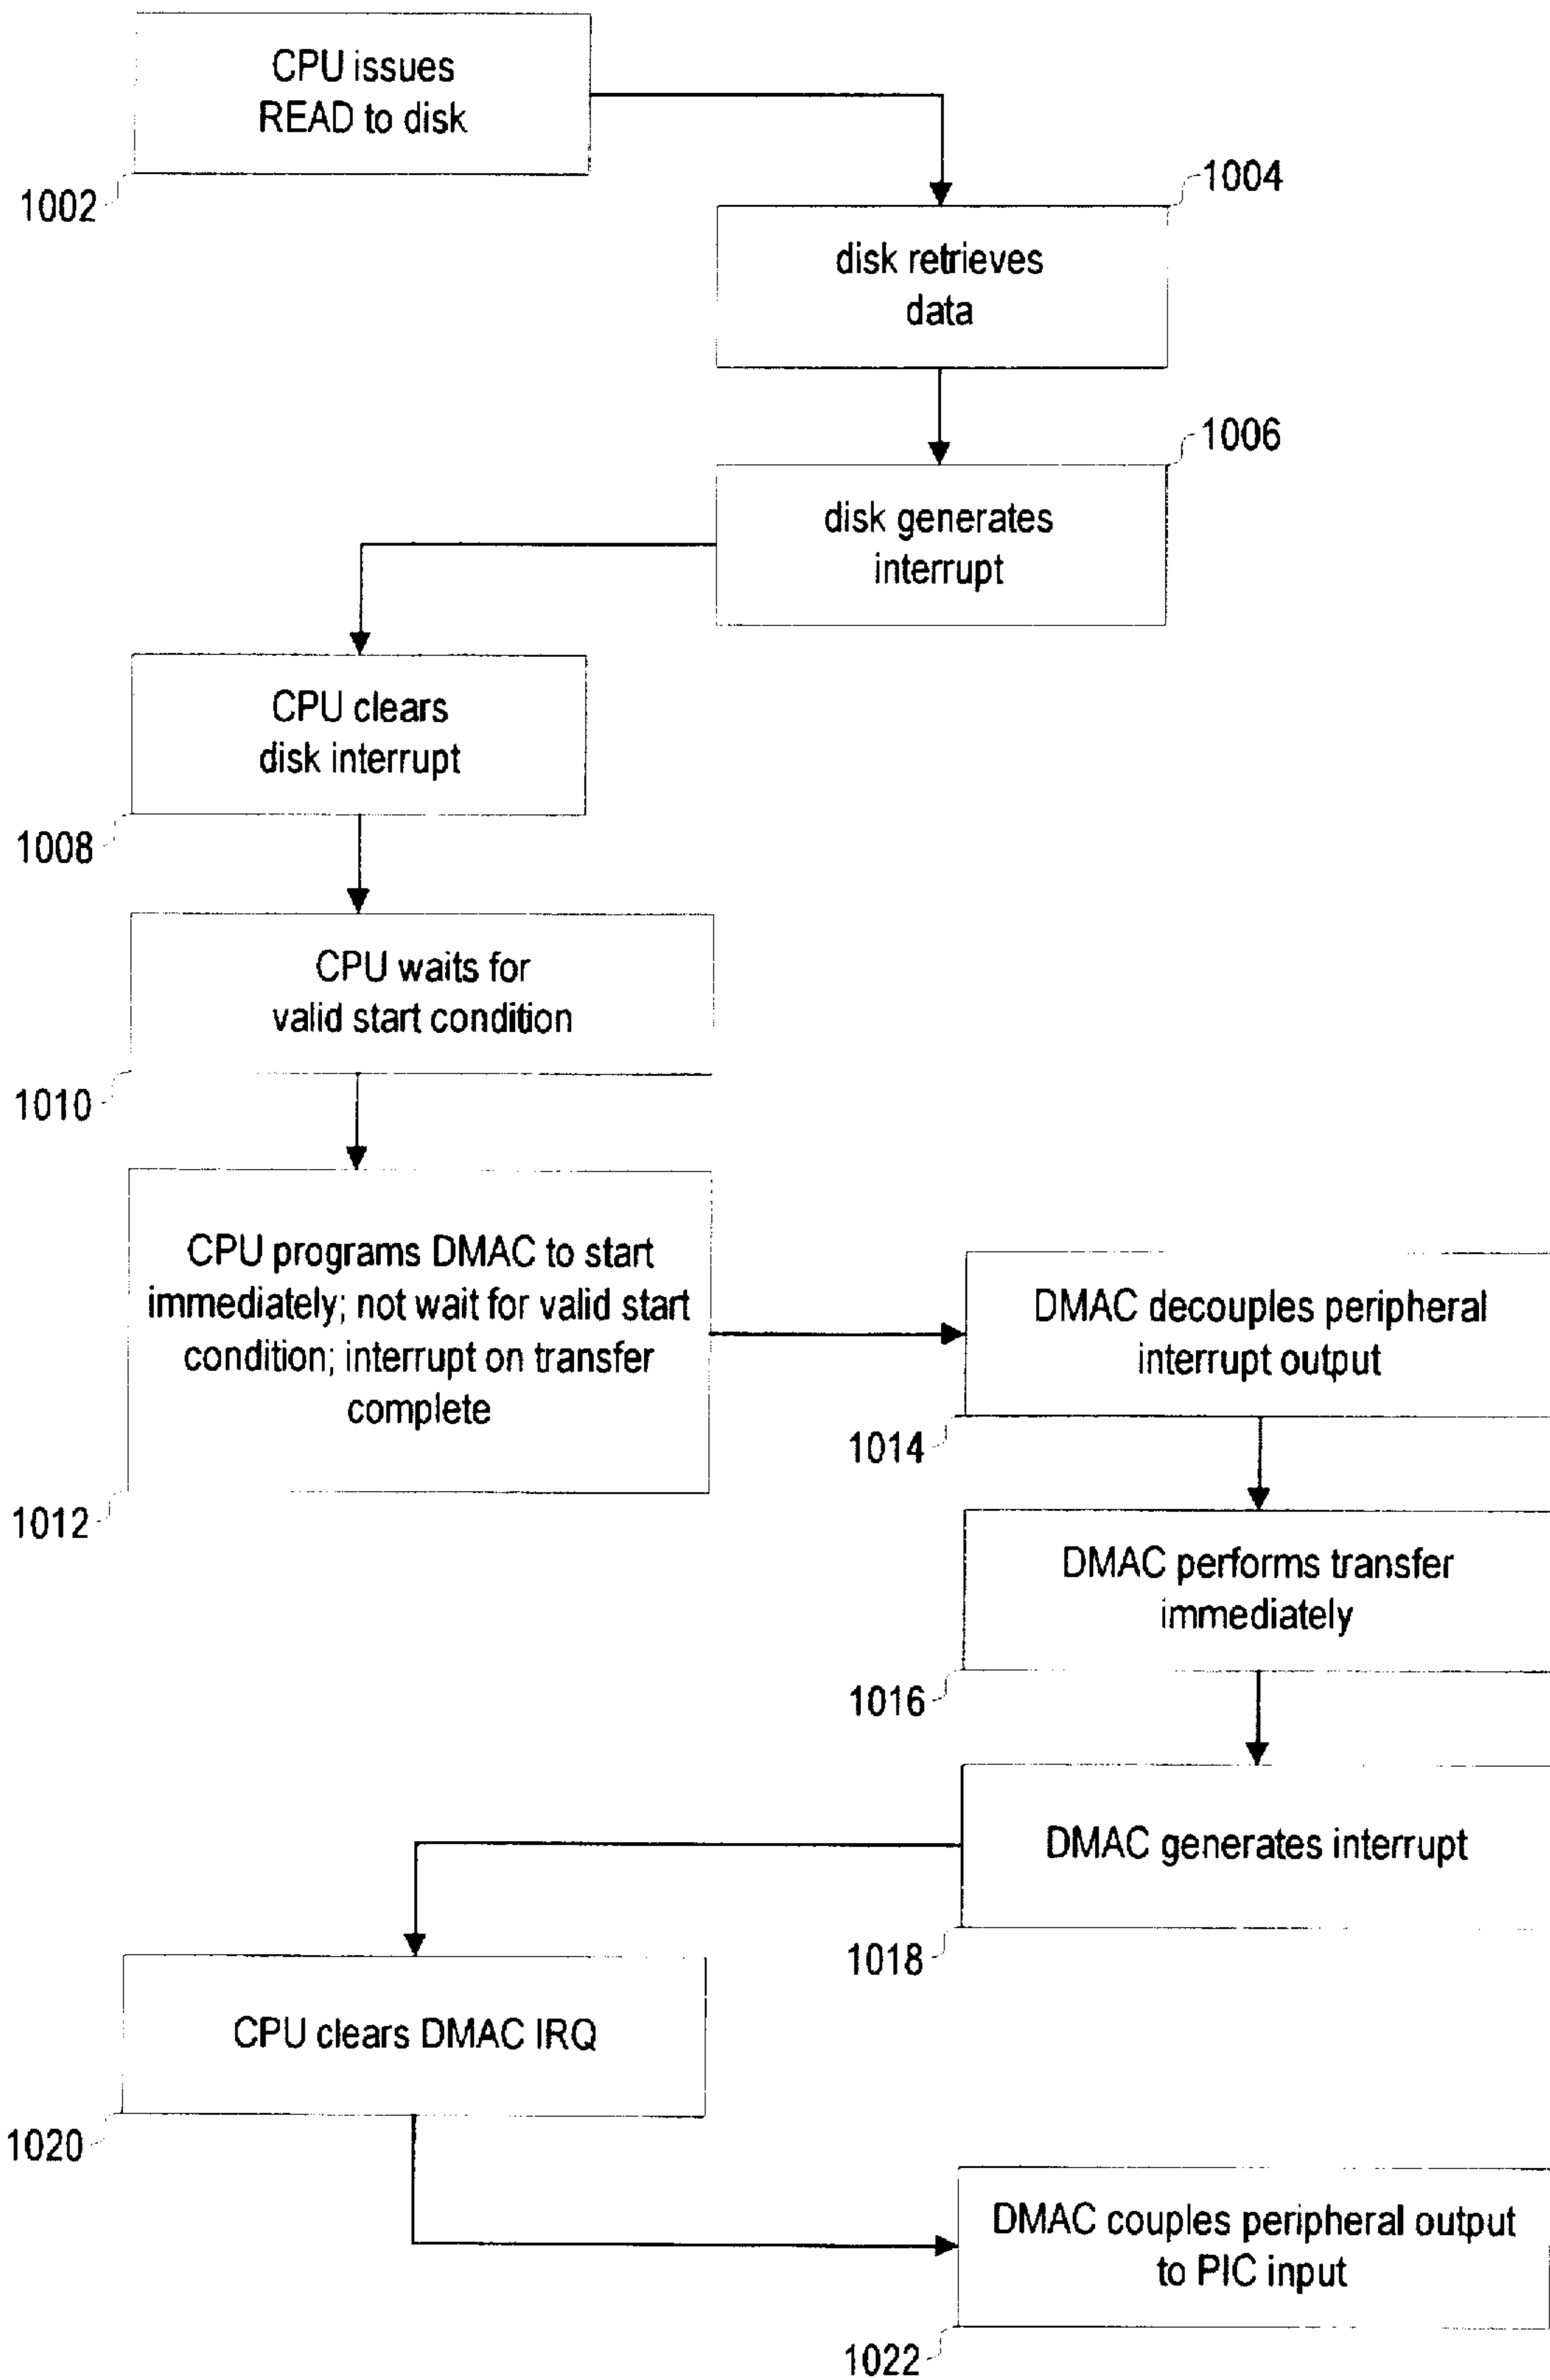 CPU issues
READ to disk
1002
1004
disk retrieves
data
1006
disk generates
interrupt
CPU clears
disk interrupt
1008
CPU waits for
valid start condition
1010
CPU programs DMAC to start
immediately; not wait for valid start
condition; interrupt on transfer
complete
1012
DMAC decouples peripheral
interrupt output
1014
DMAC performs transfer
immediately
1016
DMAC generates interrupt
1018
CPU clears DMAC IRQ
1020
DMAC couples peripheral output
to PIC input
1022